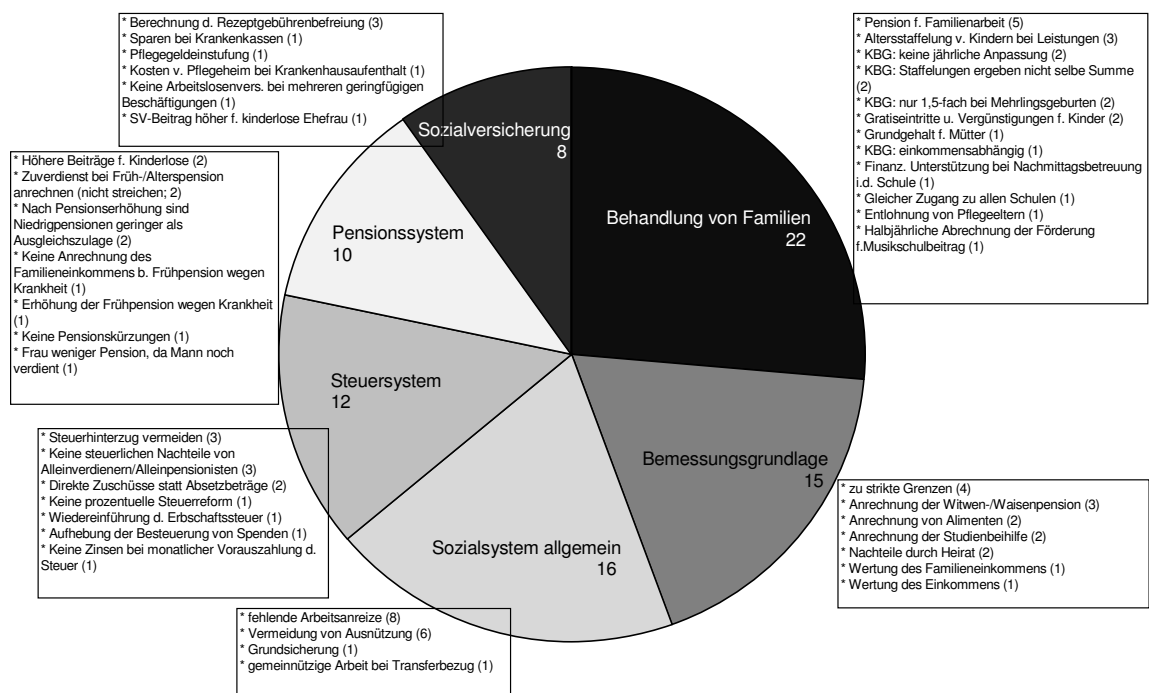 * Berechnung d. Rezeptgebührenbefreiung (3)
* Sparen bei Krankenkassen (1)
* Pflegegeldeinstufung (1)
* Kosten v. Pflegeheim bei Krankenhausaufenthalt (1)
* Keine Arbeitslosenvers. bei mehreren geringfügigen
Beschäftigungen (1)
* SV-Beitrag höher f. kinderlose Ehefrau (1)
* Pension f. Familienarbeit (5)
* Altersstaffelung v. Kindern bei Leistungen (3)
* KBG: keine jährliche Anpassung (2)
* KBG: Staffelungen ergeben nicht selbe Summe
(2)
* KBG: nur 1,5-fach bei Mehrlingsgeburten (2)
* Gratiseintritte u. Vergünstigungen f. Kinder (2)
* Grundgehalt f. Mütter (1)
* KBG: einkommensabhängig (1)
* Finanz. Unterstützung bei Nachmittagsbetreuung
i.d. Schule (1)
* Gleicher Zugang zu allen Schulen (1)
* Entlohnung von Pflegeeltern (1)
* Halbjährliche Abrechnung der Förderung
f.Musikschulbeitrag (1)
Sozialversicherung
8
Behandlung von Familien
22
* Höhere Beiträge f. Kinderlose (2)
* Zuverdienst bei Früh-/Alterspension
anrechnen (nicht streichen; 2)
* Nach Pensionserhöhung sind
Niedrigpensionen geringer als
Ausgleichszulage (2)
* Keine Anrechnung des
Familieneinkommens b. Frühpension wegen
Krankheit (1)
* Erhöhung der Frühpension wegen Krankheit
(1)
* Keine Pensionskürzungen (1)
* Frau weniger Pension, da Mann noch
verdient (1)
Pensionssystem
10
Steuersystem
12
* Steuerhinterzug vermeiden (3)
* Keine steuerlichen Nachteile von
Alleinverdienern/Alleinpensionisten (3)
* Direkte Zuschüsse statt Absetzbeträge (2)
* Keine prozentuelle Steuerreform (1)
* Wiedereinführung d. Erbschaftssteuer (1)
* Aufhebung der Besteuerung von Spenden (1)
* Keine Zinsen bei monatlicher Vorauszahlung d.
Steuer (1)
Bemessungsgrundlage
15
* zu strikte Grenzen (4)
* Anrechnung der Witwen-/Waisenpension (3)
* Anrechnung von Alimenten (2)
* Anrechnung der Studienbeihilfe (2)
* Nachteile durch Heirat (2)
* Wertung des Familieneinkommens (1)
* Wertung des Einkommens (1)
Sozialsystem allgemein
16
* fehlende Arbeitsanreize (8)
* Vermeidung von Ausnützung (6)
* Grundsicherung (1)
* gemeinnützige Arbeit bei Transferbezug (1)